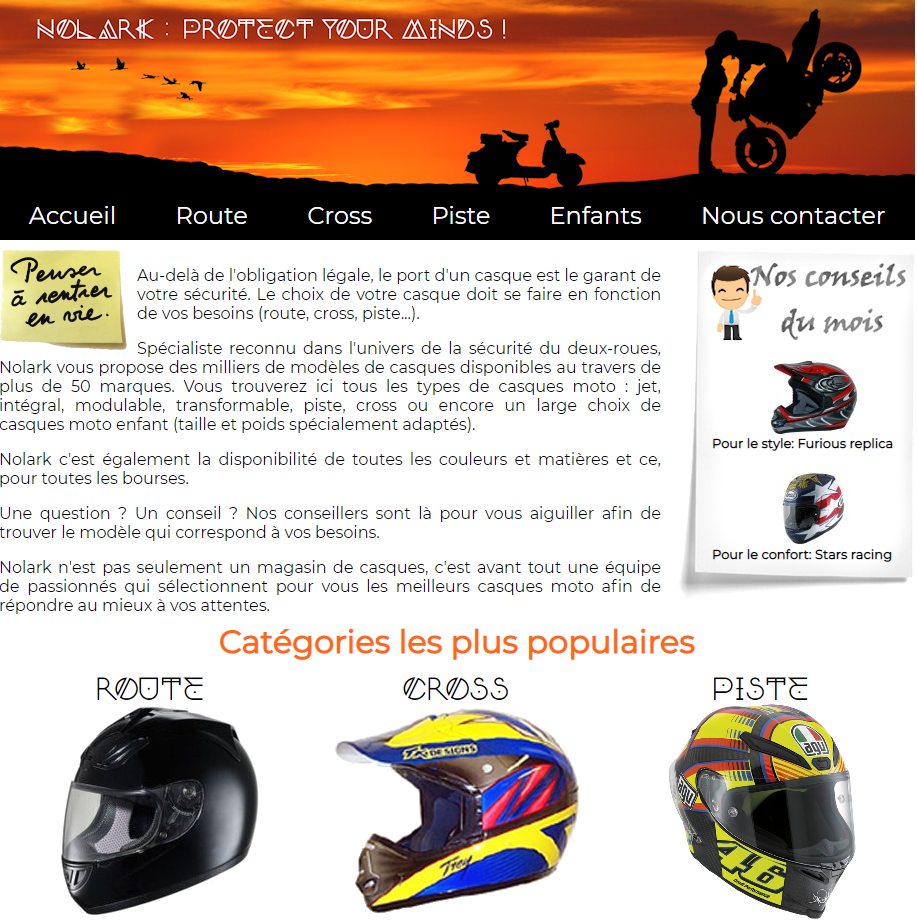 NOLARK : PROTECT YOUR MINDS !
Accueil Route Cross Piste Enfants Nous contacter
Penser
à rentrer
en vie.
Au-delà de l'obligation légale, le port d'un casque est le garant de
votre sécurité. Le choix de votre casque doit se faire en fonction
de vos besoins (route, cross, piste...).
Spécialiste reconnu dans l'univers de la sécurité du deux-roues,
Nolark vous propose des milliers de modèles de casques disponibles au travers de
plus de 50 marques. Vous trouverez ici tous les types de casques moto : jet,
intégral, modulable, transformable, piste, cross ou encore un large choix de
casques moto enfant (taille et poids spécialement adaptés).
Nolark c'est également la disponibilité de toutes les couleurs et matières et ce,
pour toutes les bourses.
Une question ? Un conseil ? Nos conseillers sont là pour vous aiguiller afin de
trouver le modèle qui correspond à vos besoins.
Nolark n'est pas seulement un magasin de casques, c'est avant tout une équipe
de passionnés qui sélectionnent pour vous les meilleurs casques moto afin de
répondre au mieux à vos attentes.
Nos conseils
du mois
Pour le style: Furious replica
Pour le confort: Stars racing
Catégories les plus populaires
ROUTE
CROSS
PISTE
DESIGNS
Trey
agv
agv
46